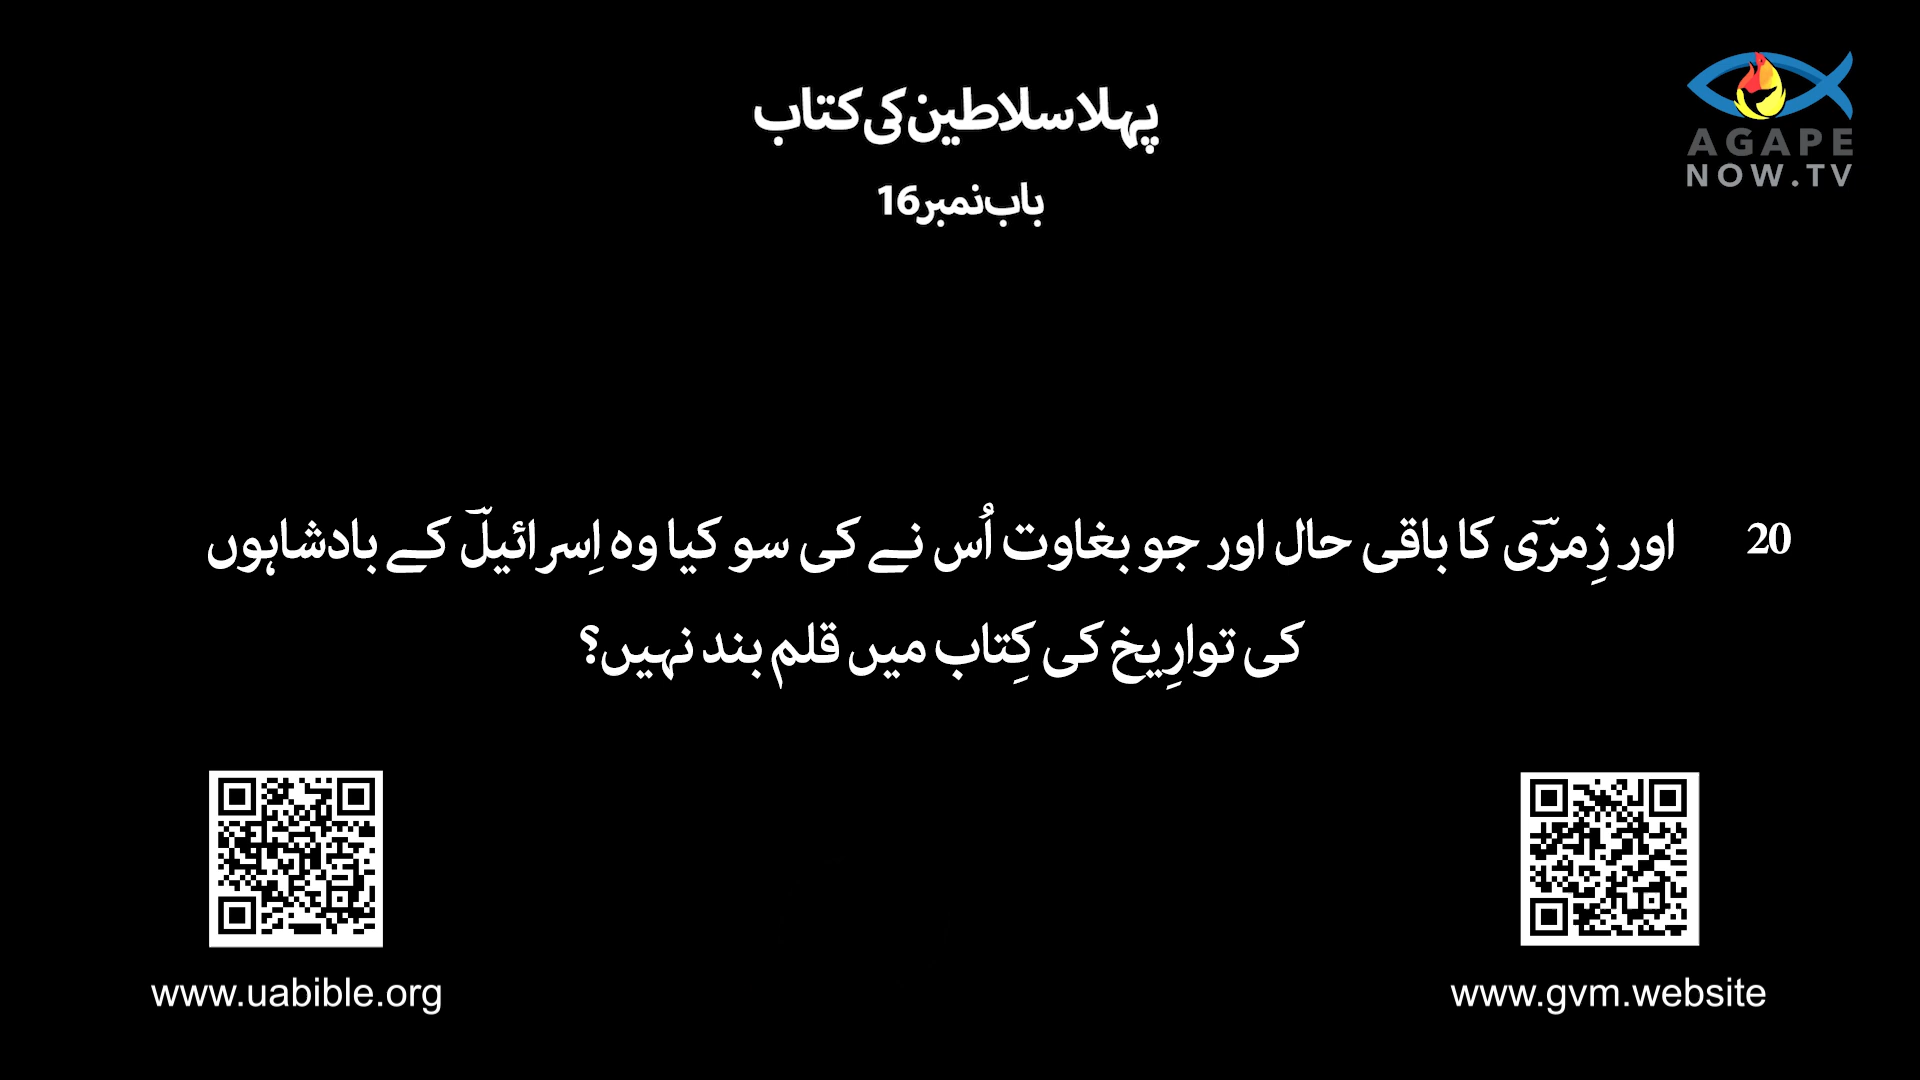 پہلا سلاطین کی کتاب
باب نمبر 16
AGAPE
NOW.TV
20 اور زِمرؔی کا باقی حال اور جو بغاوت اُس نے کی سو کیا وہ اِسرائیلؔ کے بادشاہوں
کی توارِیخ کی کِتاب میں قلم بند نہیں؟
www.uabible.org
www.gvm.website